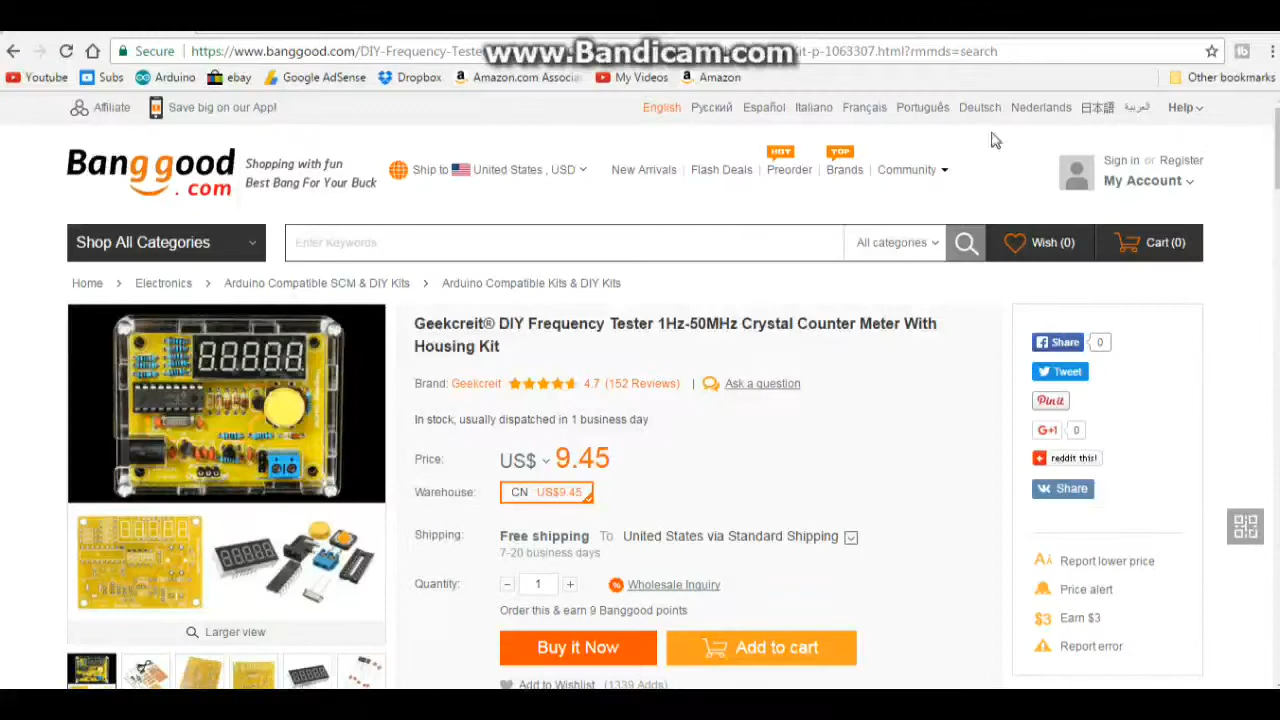 Secure
https://www.banggood.com/DIY-Frequency-Teste
www.Bandicam.com
it-p-1063307.html?rmmds=search
Youtube
Subs
Arduino
ebay
Google AdSense
Dropbox
Amazon.com Associa
My Videos
Amazon
Other bookmarks
Affiliate
Save big on our App!
English Русский Español Italiano Français Português Deutsch Nederlands 日本語 العربية Help
Banggood
.com
Shopping with fun
Best Bang For Your Buck
Ship to United States , USD
New Arrivals
Flash Deals
HOT
Preorder
TOP
Brands
Community
Sign in or Register
My Account
Shop All Categories
Enter Keywords
All categories
Wish (0)
Cart (0)
Home > Electronics > Arduino Compatible SCM & DIY Kits > Arduino Compatible Kits & DIY Kits
Geekcreit® DIY Frequency Tester 1Hz-50MHz Crystal Counter Meter With
Housing Kit
Brand: Geekcreit 4.7 (152 Reviews) | Ask a question
In stock, usually dispatched in 1 business day
Price: US$ 9.45
Warehouse: CN US$9.45
Shipping: Free shipping To United States via Standard Shipping
7-20 business days
Quantity: − 1 + Wholesale Inquiry
Order this & earn 9 Banggood points
Buy it Now
Add to cart
Add to Wishlist (1339 Adds)
Larger view
Share 0
Tweet
Pin it
G+1 0
reddit this!
Share
Report lower price
Price alert
$3 Earn $3
Report error